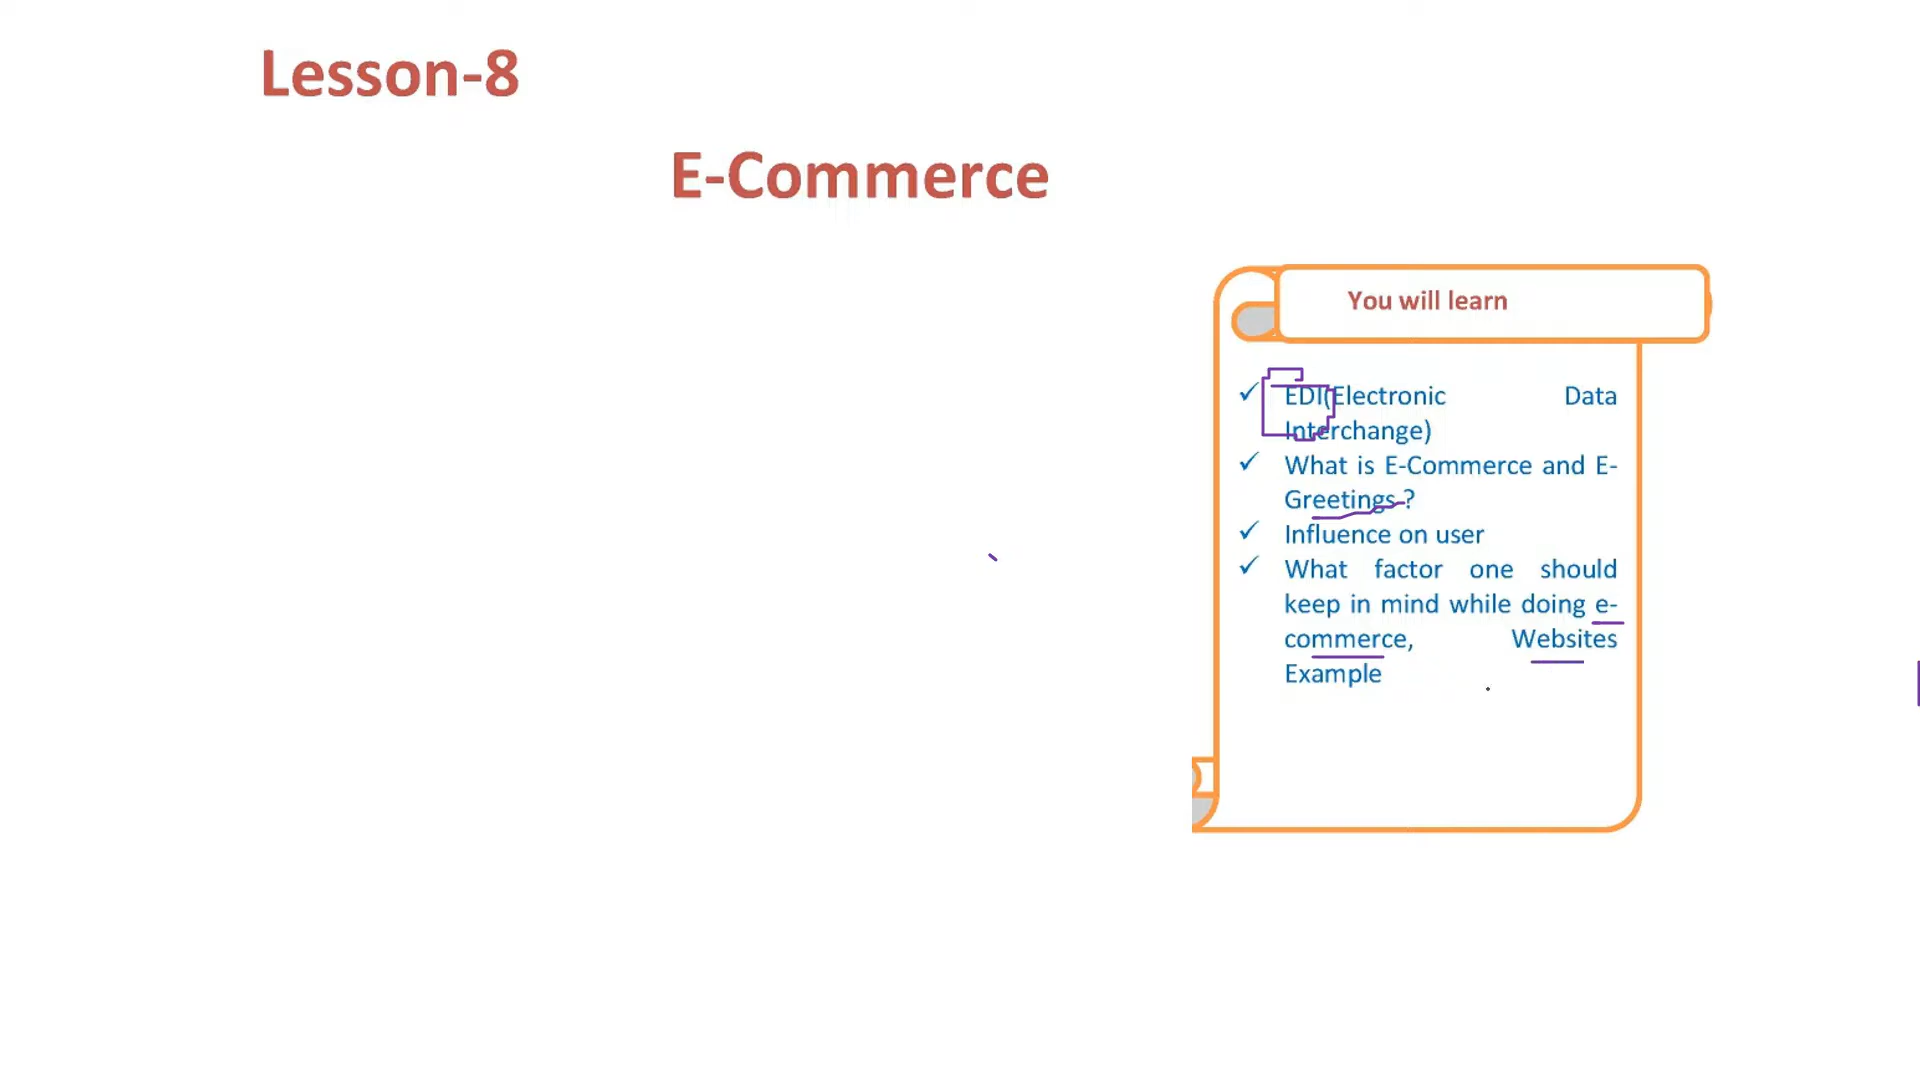 Lesson-8
E-Commerce
You will learn
✓ EDI(Electronic Data
Interchange)
✓ What is E-Commerce and E-
Greetings ?
✓ Influence on user
✓ What factor one should
keep in mind while doing e-
commerce, Websites
Example